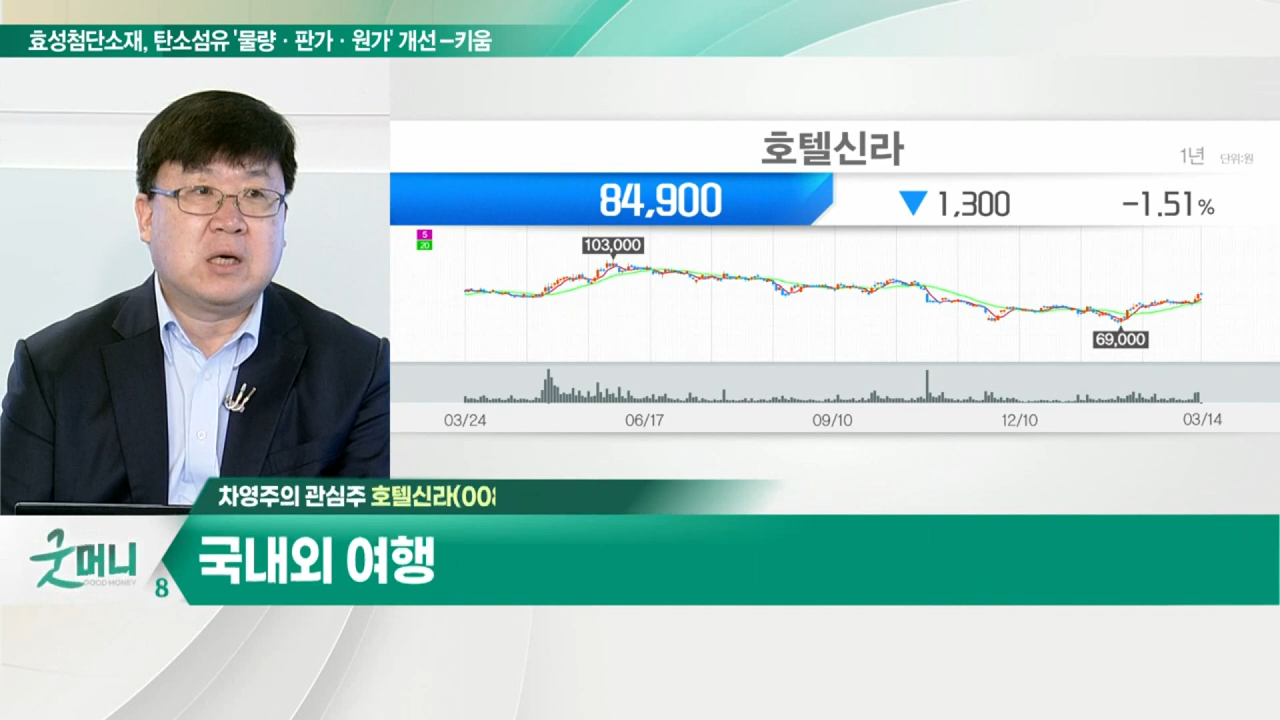 효성첨단소재, 탄소섬유 '물량 · 판가 · 원가' 개선 –키움
호텔신라
1년 단위:원
84,900 ▼ 1,300 -1.51%
5
20
103,000
69,000
03/24 06/17 09/10 12/10 03/14
차영주의 관심주 호텔신라(008
굿머니
GOOD MONEY
8
국내외 여행